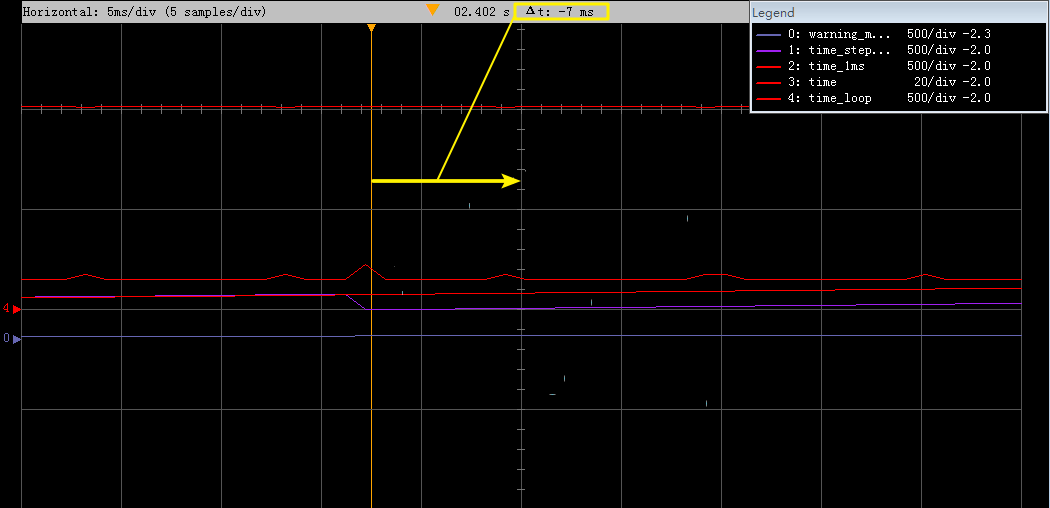 Horizontal: 5ms/div (5 samples/div) 02.402 s Δt: -7 ms
Legend
0: warning_m... 500/div -2.3
1: time_step... 500/div -2.0
2: time_1ms 500/div -2.0
3: time 20/div -2.0
4: time_loop 500/div -2.0
4
0